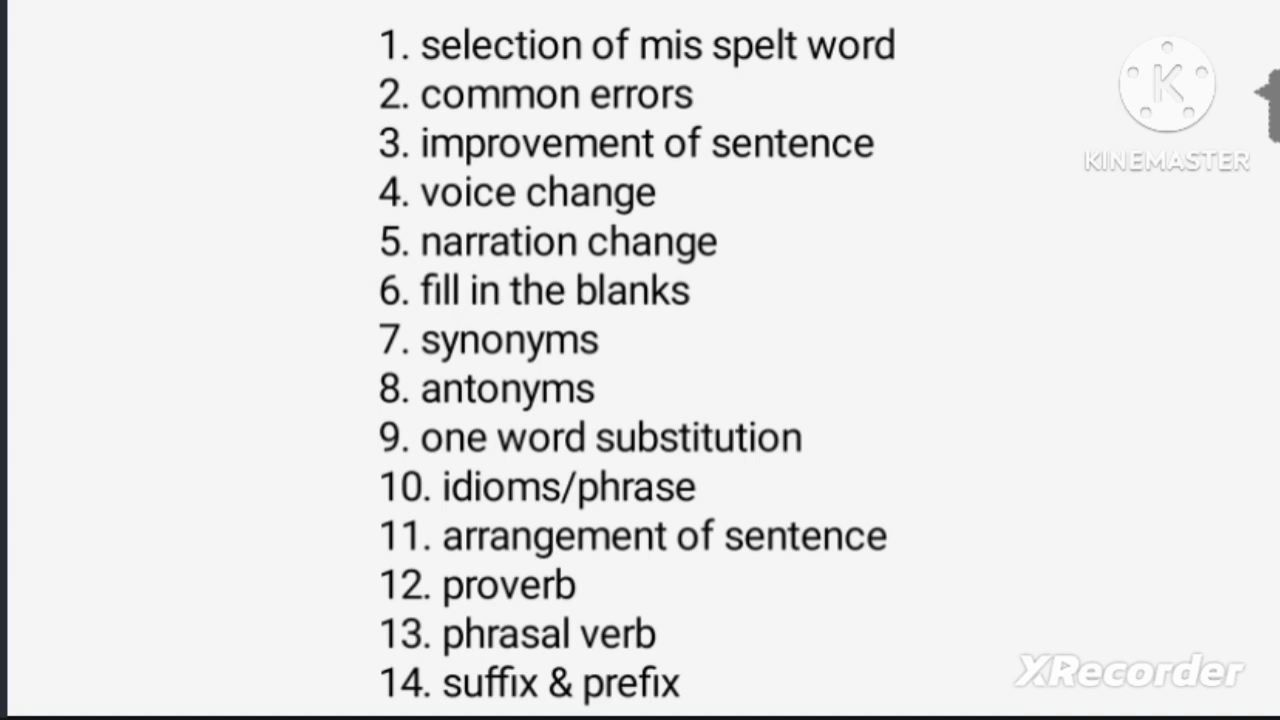 1. selection of mis spelt word
2. common errors
3. improvement of sentence
4. voice change
5. narration change
6. fill in the blanks
7. synonyms
8. antonyms
9. one word substitution
10. idioms/phrase
11. arrangement of sentence
12. proverb
13. phrasal verb
14. suffix & prefix
K
KINEMASTER
XRecorder